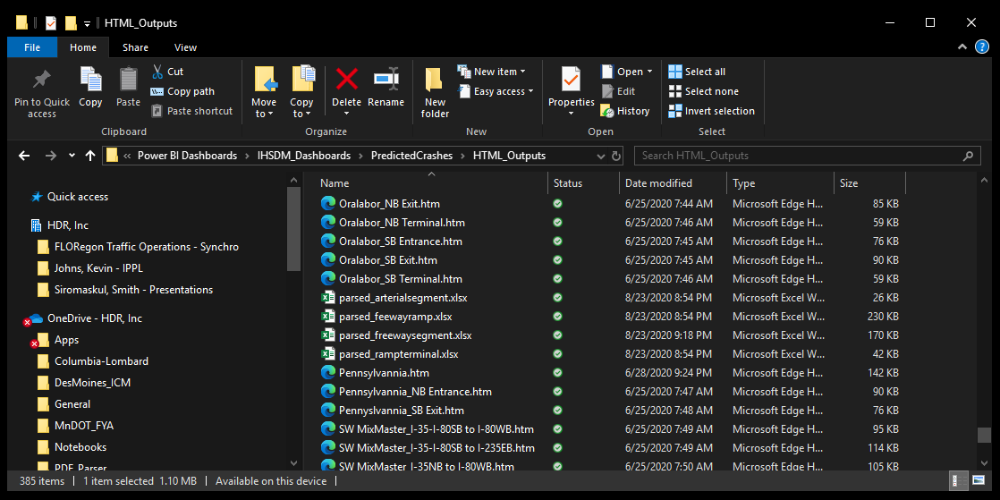 HTML_Outputs
File Home Share View
Pin to Quick access
Copy
Paste
Cut
Copy path
Paste shortcut
Clipboard
Move to
Copy to
Delete
Rename
Organize
New folder
New item
Easy access
New
Properties
Open
Edit
History
Open
Select all
Select none
Invert selection
Select
« Power BI Dashboards > IHSDM_Dashboards > PredictedCrashes > HTML_Outputs
Search HTML_Outputs
Quick access
HDR, Inc
FLORegon Traffic Operations - Synchro
Johns, Kevin - IPPL
Siromaskul, Smith - Presentations
OneDrive - HDR, Inc
Apps
Columbia-Lombard
DesMoines_ICM
General
MnDOT_FYA
Notebooks
PDF_Parser
Name Status Date modified Type Size
Oralabor_NB Exit.htm 6/25/2020 7:44 AM Microsoft Edge H... 85 KB
Oralabor_NB Terminal.htm 6/25/2020 7:46 AM Microsoft Edge H... 59 KB
Oralabor_SB Entrance.htm 6/25/2020 7:45 AM Microsoft Edge H... 76 KB
Oralabor_SB Exit.htm 6/25/2020 7:45 AM Microsoft Edge H... 90 KB
Oralabor_SB Terminal.htm 6/25/2020 7:46 AM Microsoft Edge H... 59 KB
parsed_arterialsegment.xlsx 8/23/2020 8:54 PM Microsoft Excel W... 26 KB
parsed_feewayramp.xlsx 8/23/2020 8:54 PM Microsoft Excel W... 230 KB
parsed_freewaysegment.xlsx 8/23/2020 9:18 PM Microsoft Excel W... 170 KB
parsed_rampterminal.xlsx 8/23/2020 8:54 PM Microsoft Excel W... 42 KB
Pennsylvannia.htm 6/28/2020 9:24 PM Microsoft Edge H... 142 KB
Pennsylvannia_NB Entrance.htm 6/25/2020 7:47 AM Microsoft Edge H... 90 KB
Pennyslvannia_SB Exit.htm 6/25/2020 7:48 AM Microsoft Edge H... 76 KB
SW MixMaster_I-35-I-80SB to I-80WB.htm 6/25/2020 7:49 AM Microsoft Edge H... 95 KB
SW MixMaster_I-35-I-80SB to I-235EB.htm 6/25/2020 7:49 AM Microsoft Edge H... 114 KB
SW MixMaster_I-35NB to I-80WB.htm 6/25/2020 7:50 AM Microsoft Edge H... 105 KB
385 items 1 item selected 1.10 MB Available on this device